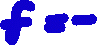 f = -